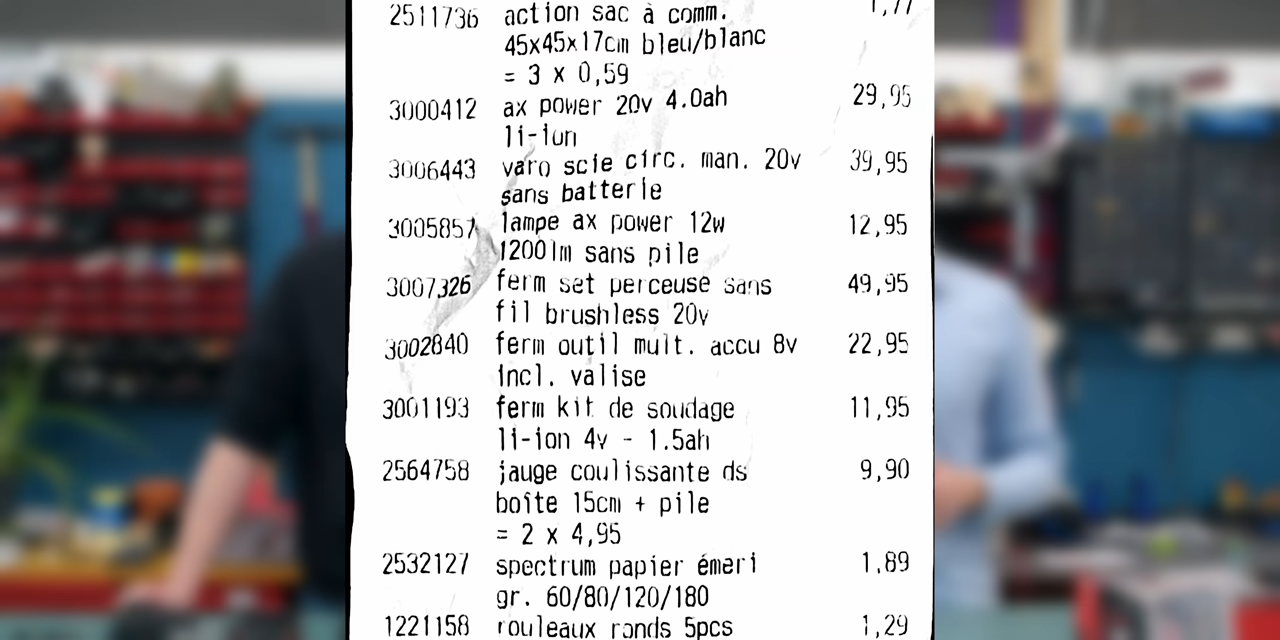 2511736 action sac à comm. 1,77
45x45x17cm bleu/blanc
= 3 x 0,59
3000412 ax power 20v 4.0ah 29,95
li-ion
3006443 varo scie circ. man. 20v 39,95
sans batterie
3005857 lampe ax power 12w 12,95
1200lm sans pile
3007326 ferm set perceuse sans 49,95
fil brushless 20v
3002840 ferm outil mult. accu 8v 22,95
incl. valise
3001193 ferm kit de soudage 11,95
li-ion 4v - 1.5ah
2564758 jauge coulissante ds 9,90
boîte 15cm + pile
= 2 x 4,95
2532127 spectrum papier émeri 1,89
gr. 60/80/120/180
1221158 rouleaux ronds 5pcs 1,29